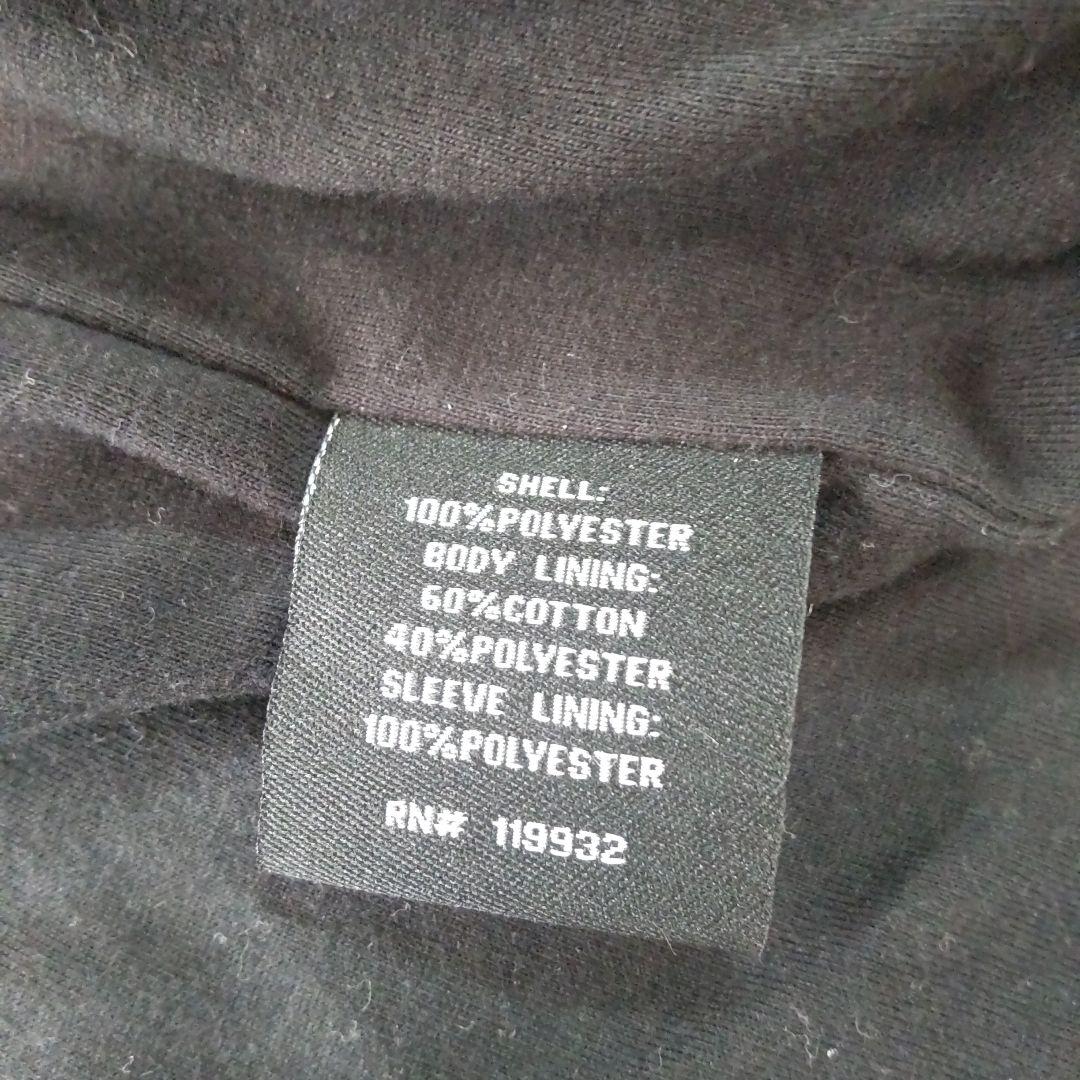 SHELL:
100%POLYESTER
BODY LINING:
60%COTTON
40%POLYESTER
SLEEVE LINING:
100%POLYESTER
RN# 119932